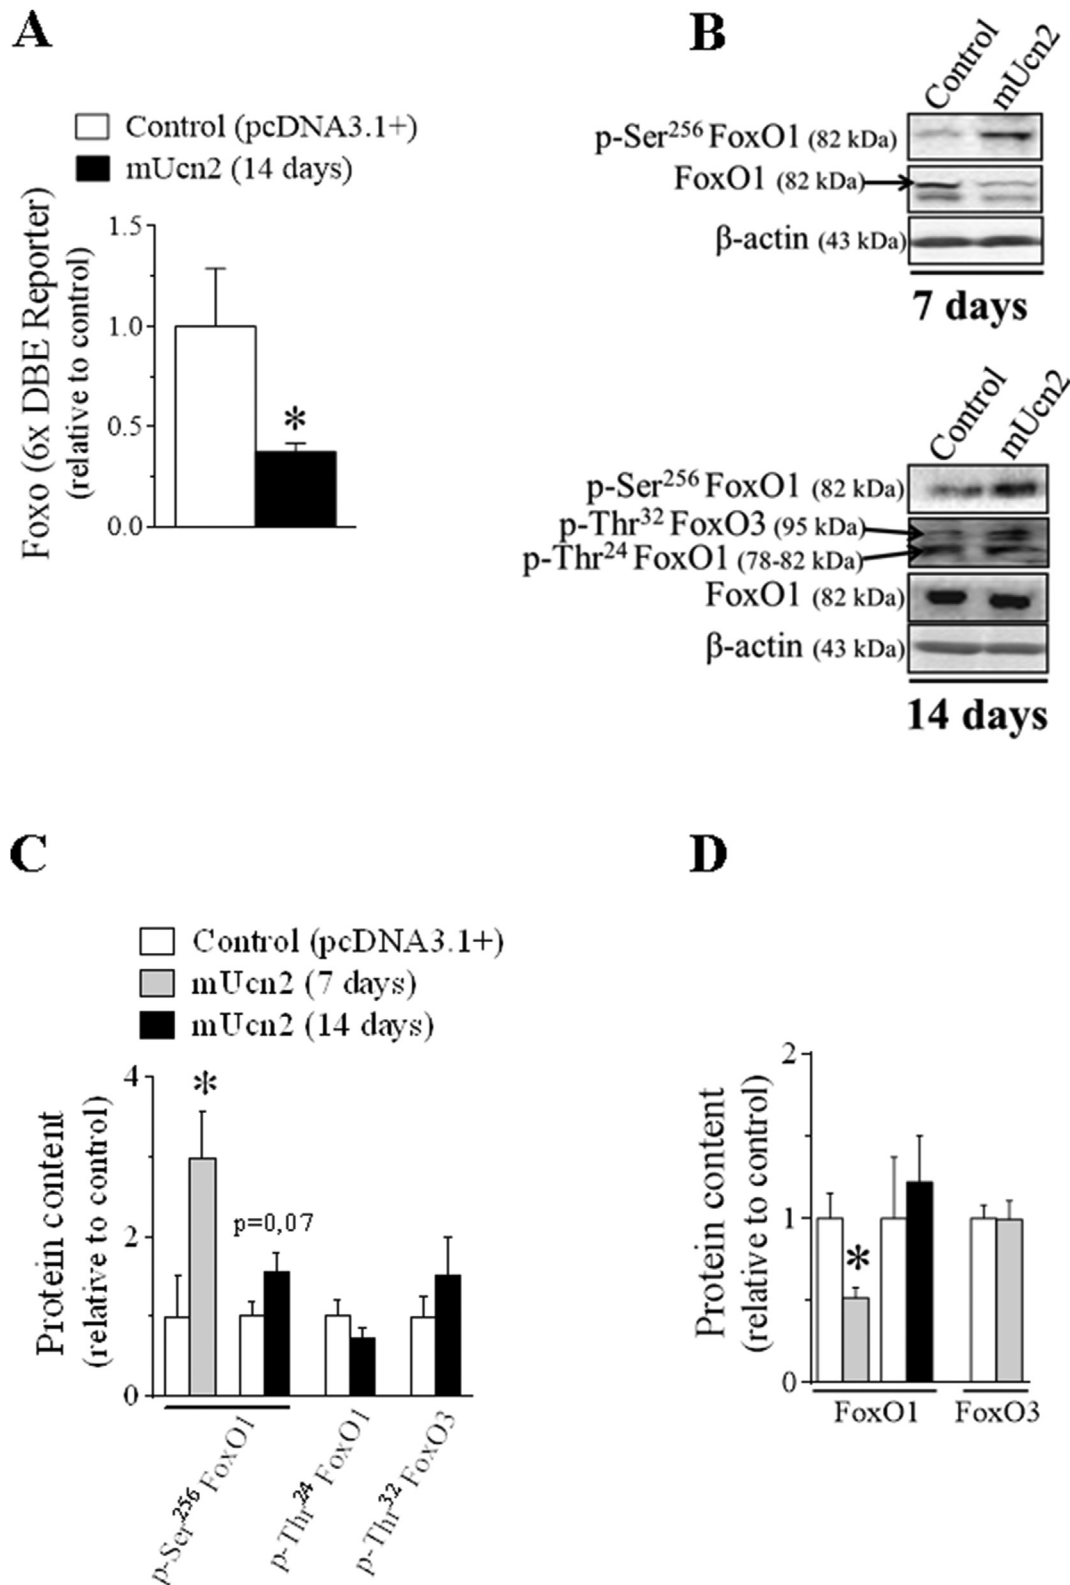 A
Control (pcDNA3.1+)
mUcn2 (14 days)
Foxo (6x DBE Reporter)
(relative to control)
1.5
1.0
0.5
0.0
*
B
Control
mUcn2
p-Ser²⁵⁶ FoxO1 (82 kDa)
FoxO1 (82 kDa)
β-actin (43 kDa)
7 days
Control
mUcn2
p-Ser²⁵⁶ FoxO1 (82 kDa)
p-Thr³² FoxO3 (95 kDa)
p-Thr²⁴ FoxO1 (78-82 kDa)
FoxO1 (82 kDa)
β-actin (43 kDa)
14 days
C
Control (pcDNA3.1+)
mUcn2 (7 days)
mUcn2 (14 days)
Protein content
(relative to control)
4
2
0
*
p=0,07
p-Ser²⁵⁶ FoxO1
p-Thr²⁴ FoxO1
p-Thr³² FoxO3
D
Protein content
(relative to control)
2
1
0
*
FoxO1
FoxO3